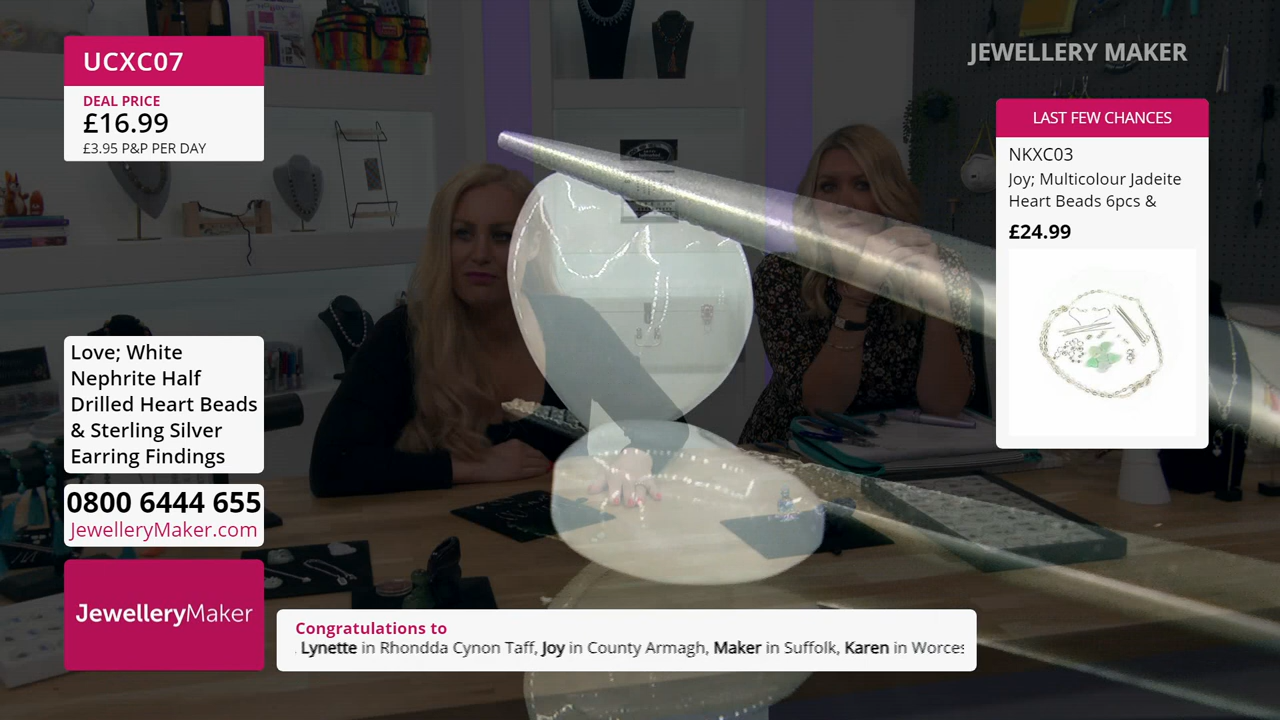 UCXC07
DEAL PRICE
£16.99
£3.95 P&P PER DAY
JEWELLERY MAKER
LAST FEW CHANCES
NKXC03
Joy; Multicolour Jadeite
Heart Beads 6pcs &
£24.99
Love; White
Nephrite Half
Drilled Heart Beads
& Sterling Silver
Earring Findings
0800 6444 655
JewelleryMaker.com
JewelleryMaker
Congratulations to
. Lynette in Rhondda Cynon Taff, Joy in County Armagh, Maker in Suffolk, Karen in Worces